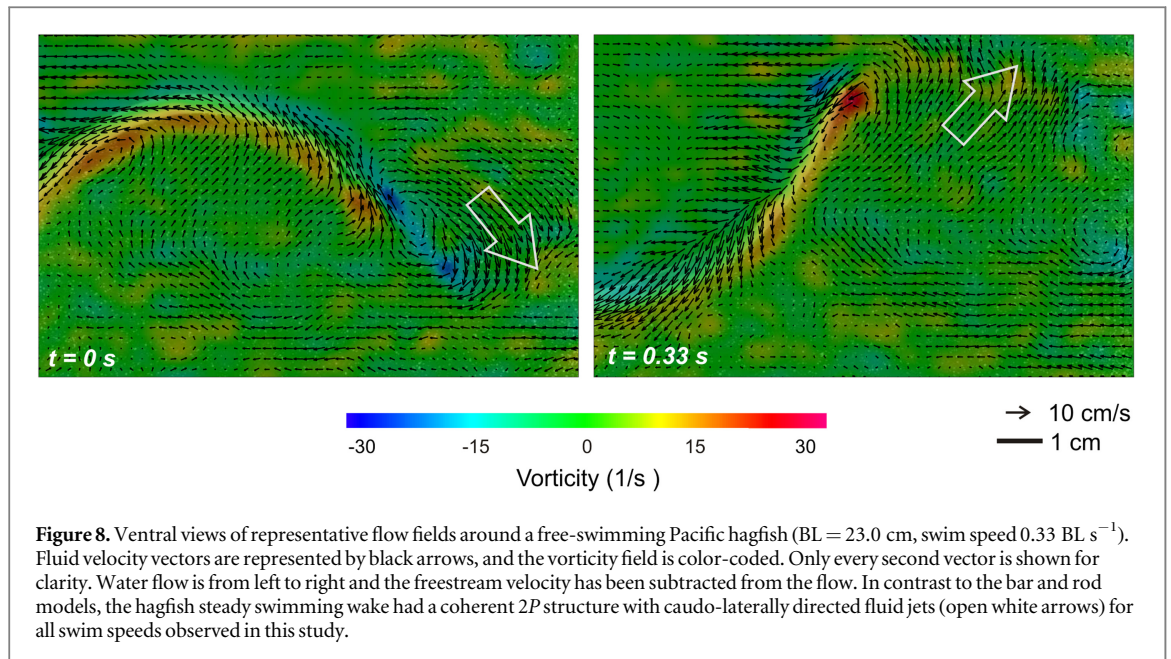 t = 0 s
t = 0.33 s
-30 -15 0 15 30
Vorticity (1/s )
10 cm/s
1 cm
Figure 8. Ventral views of representative flow fields around a free-swimming Pacific hagfish (BL = 23.0 cm, swim speed 0.33 BL s⁻¹).
Fluid velocity vectors are represented by black arrows, and the vorticity field is color-coded. Only every second vector is shown for
clarity. Water flow is from left to right and the freestream velocity has been subtracted from the flow. In contrast to the bar and rod
models, the hagfish steady swimming wake had a coherent 2P structure with caudo-laterally directed fluid jets (open white arrows) for
all swim speeds observed in this study.